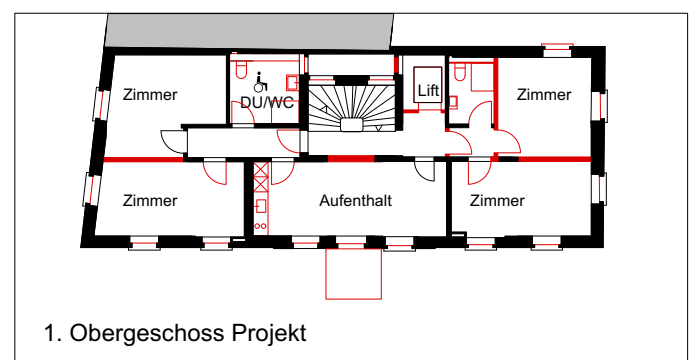 Zimmer
DU/WC
Lift
Zimmer
Zimmer
Aufenthalt
Zimmer
1. Obergeschoss Projekt